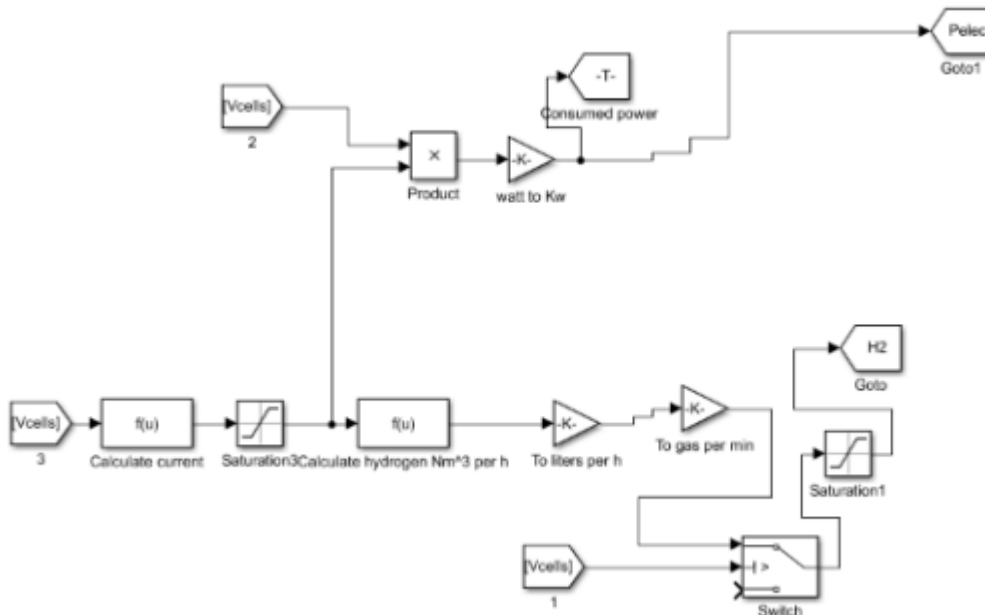 Pelec
Goto1
-T-
Consumed power
[Vcells]
2
×
Product
-K-
watt to Kw
H2
Goto
[Vcells]
3
f(u)
Calculate current
Saturation3
f(u)
Calculate hydrogen Nm^3 per h
-K-
To liters per h
-K-
To gas per min
Saturation1
[Vcells]
1
>
Switch